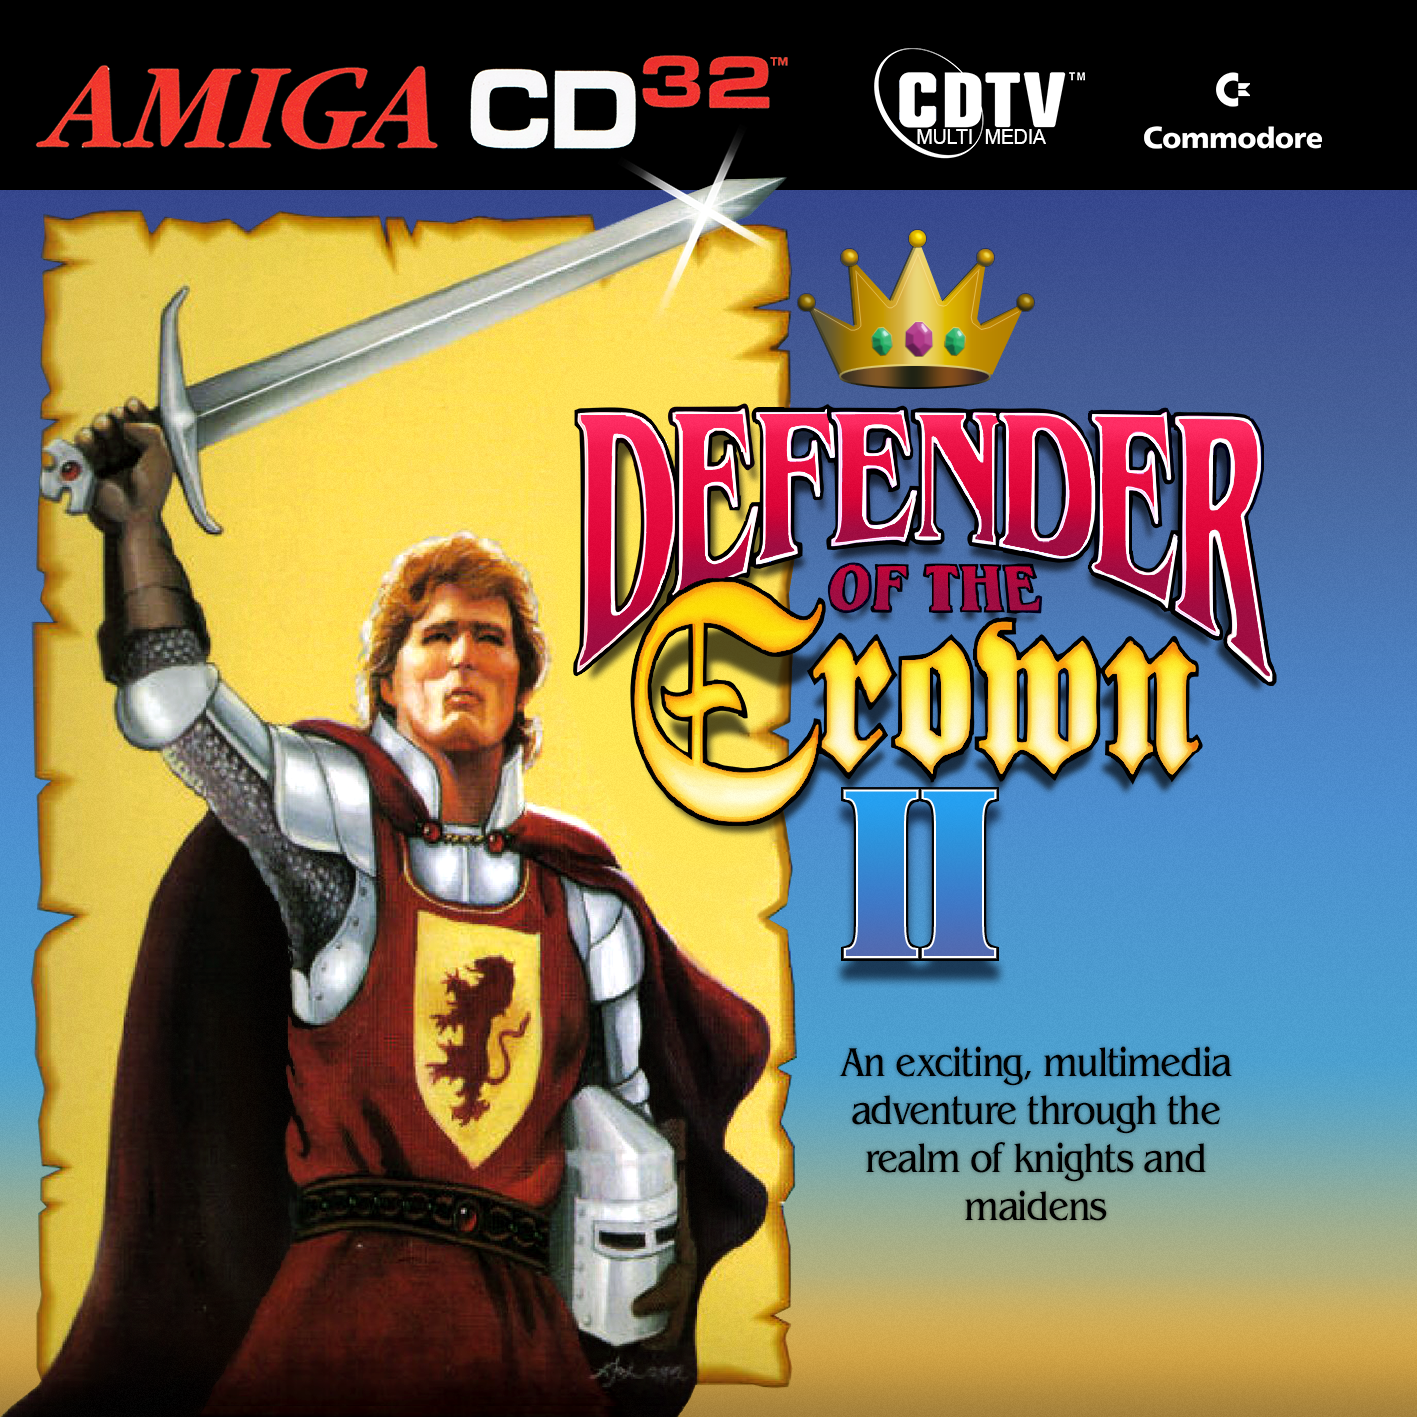 AMIGA CD32™
CDTV™
MULTI MEDIA
Commodore
DEFENDER
OF THE
Crown
II
An exciting, multimedia
adventure through the
realm of knights and
maidens